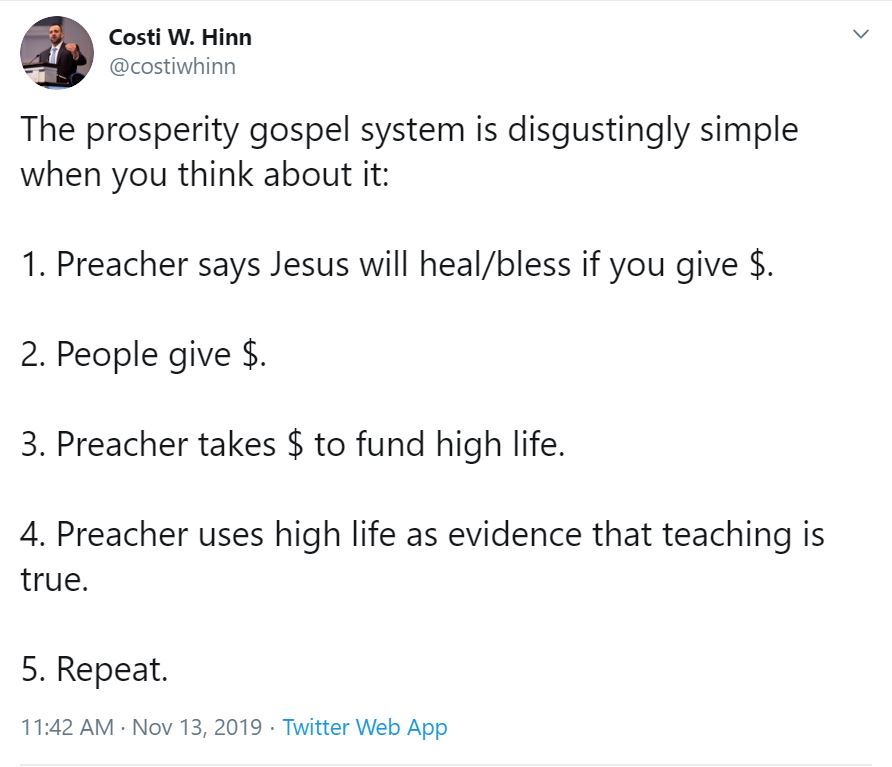 Costi W. Hinn
@costiwhinn
The prosperity gospel system is disgustingly simple
when you think about it:
1. Preacher says Jesus will heal/bless if you give $.
2. People give $.
3. Preacher takes $ to fund high life.
4. Preacher uses high life as evidence that teaching is
true.
5. Repeat.
11:42 AM · Nov 13, 2019 · Twitter Web App